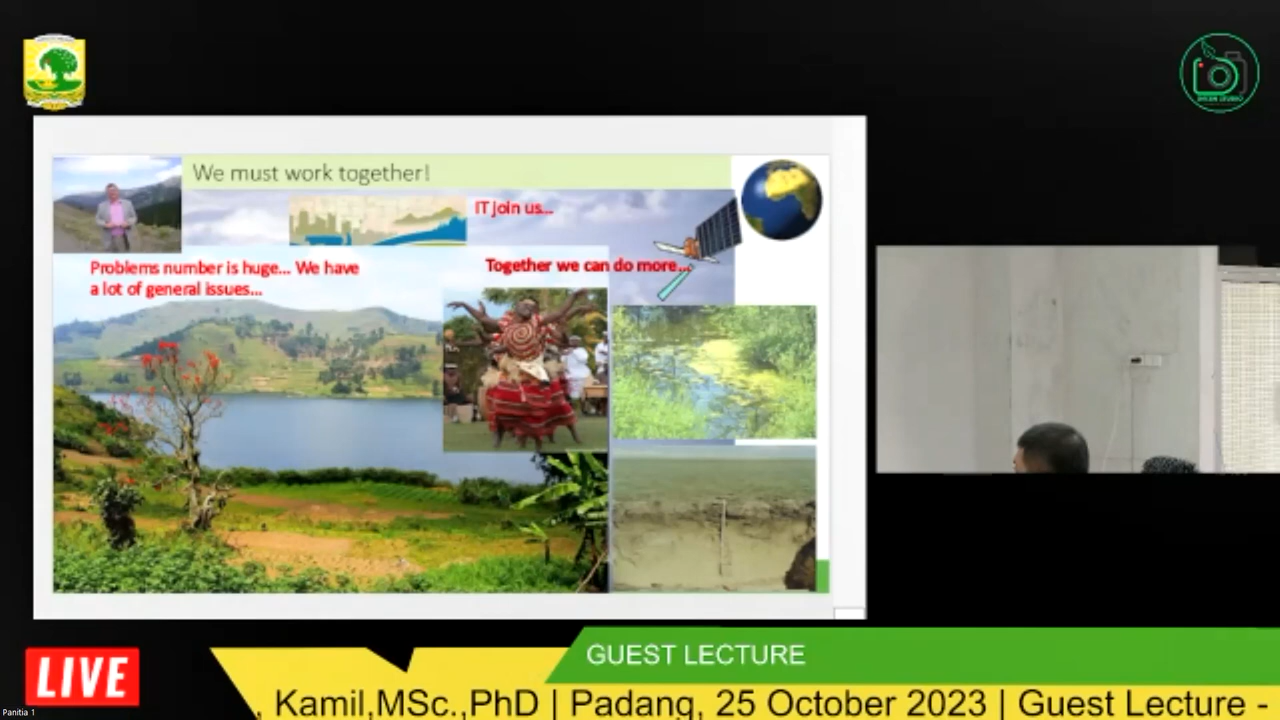 We must work together!
IT join us...
Problems number is huge... We have
a lot of general issues...
Together we can do more...
GUEST LECTURE
LIVE
, Kamil,MSc.,PhD | Padang, 25 October 2023 | Guest Lecture -
Panitia 1